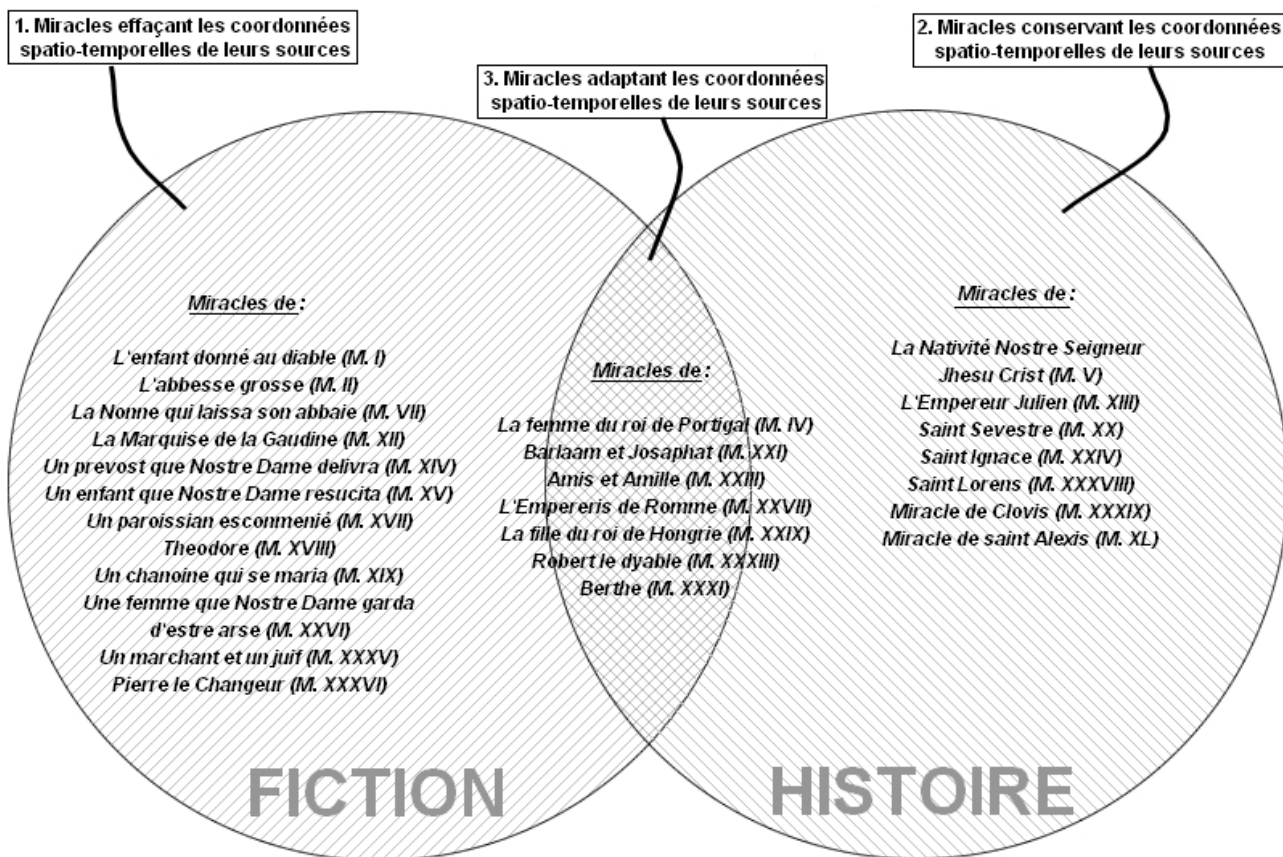 1. Miracles effaçant les coordonnées
spatio-temporelles de leurs sources
2. Miracles conservant les coordonnées
spatio-temporelles de leurs sources
3. Miracles adaptant les coordonnées
spatio-temporelles de leurs sources
Miracles de :
L'enfant donné au diable (M. I)
L'abbesse grosse (M. II)
La Nonne qui laissa son abbaie (M. VII)
La Marquise de la Gaudine (M. XII)
Un prevost que Nostre Dame delivra (M. XIV)
Un enfant que Nostre Dame resucita (M. XV)
Un paroissian esconmenié (M. XVII)
Theodore (M. XVIII)
Un chanoine qui se maria (M. XIX)
Une femme que Nostre Dame garda
d'estre arse (M. XXVI)
Un marchant et un juif (M. XXXV)
Pierre le Changeur (M. XXXVI)
Miracles de :
La femme du roi de Portigal (M. IV)
Barlaam et Josaphat (M. XXI)
Amis et Amille (M. XXIII)
L'Empereris de Romme (M. XXVII)
La fille du roi de Hongrie (M. XXIX)
Robert le dyable (M. XXXIII)
Berthe (M. XXXI)
Miracles de :
La Nativité Nostre Seigneur
Jhesu Crist (M. V)
L'Empereur Julien (M. XIII)
Saint Sevestre (M. XX)
Saint Ignace (M. XXIV)
Saint Lorens (M. XXXVIII)
Miracle de Clovis (M. XXXIX)
Miracle de saint Alexis (M. XL)
FICTION
HISTOIRE